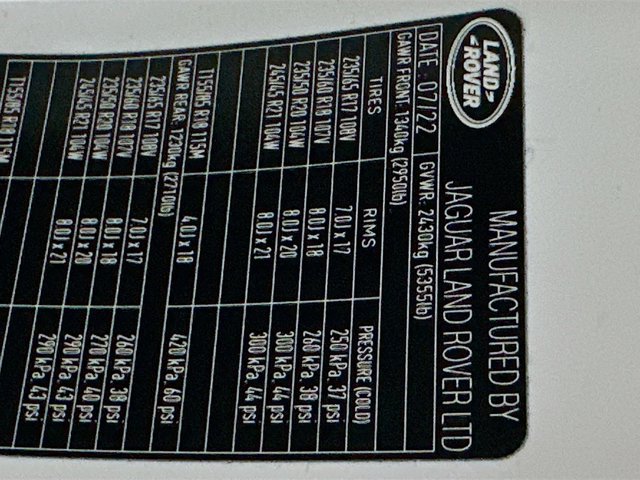 LAND ROVER
MANUFACTURED BY
JAGUAR LAND ROVER LTD
DATE: 07/22 GVWR: 2430kg (5355lb)
GAWR FRONT: 1340kg (2950lb)
TIRES RIMS PRESSURE (COLD)
235/65 R17 108V 7.0J x 17 250 kPa. 37 psi
235/60 R18 107V 8.0J x 18 260 kPa. 38 psi
235/50 R20 104W 8.0J x 20 300 kPa. 44 psi
245/45 R21 104W 8.0J x 21 300 kPa. 44 psi
T155/85 R18 115M 4.0J x 18 420 kPa. 60 psi
GAWR REAR: 1230kg (2710lb)
235/65 R17 108V 7.0J x 17 260 kPa. 38 psi
235/60 R18 107V 8.0J x 18 270 kPa. 40 psi
235/50 R20 104W 8.0J x 20 290 kPa. 43 psi
245/45 R21 104W 8.0J x 21 290 kPa. 43 psi
T155/85 R18 115M